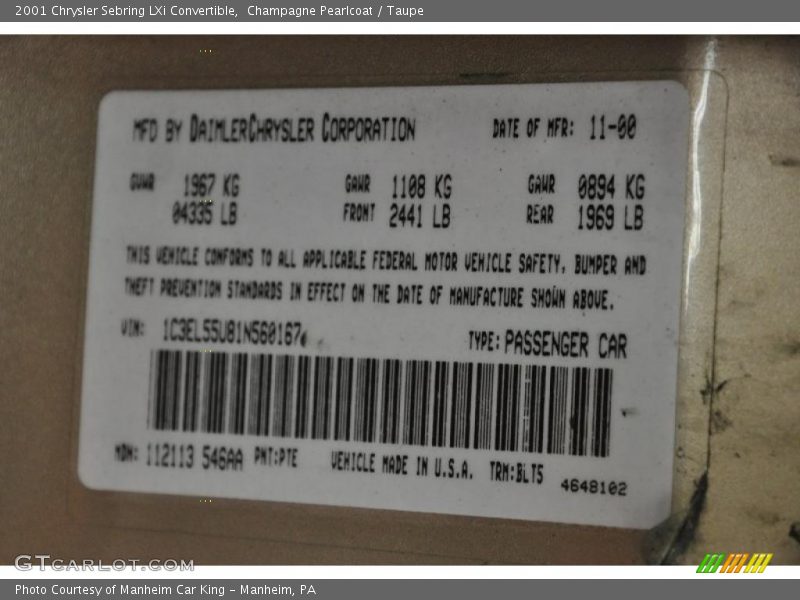 2001 Chrysler Sebring LXi Convertible,  Champagne Pearlcoat / Taupe
MFD BY DAIMLERCHRYSLER CORPORATION DATE OF MFR: 11-00
GVWR 1967 KG GAWR 1108 KG GAWR 0894 KG
04335 LB FRONT 2441 LB REAR 1969 LB
THIS VEHICLE CONFORMS TO ALL APPLICABLE FEDERAL MOTOR VEHICLE SAFETY, BUMPER AND
THEFT PREVENTION STANDARDS IN EFFECT ON THE DATE OF MANUFACTURE SHOWN ABOVE.
VIN: TYPE: PASSENGER CAR
MDH: 112113 546AA PNT:PTE VEHICLE MADE IN U.S.A. TRM:BLT5 4648102
GTCARLOT.COM
Photo Courtesy of Manheim Car King - Manheim, PA